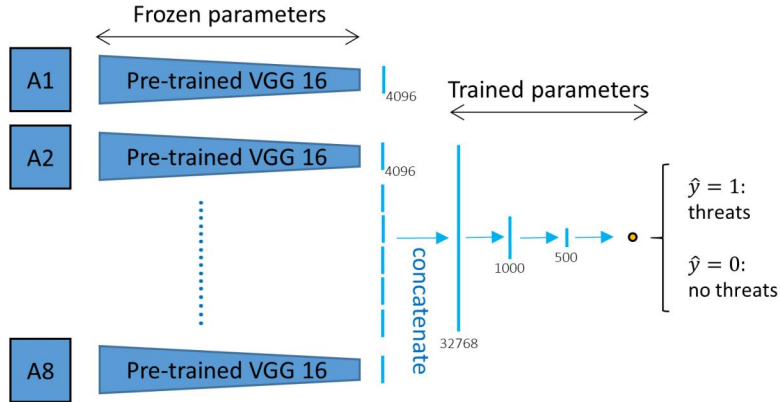 Frozen parameters
A1
Pre-trained VGG 16
4096
Trained parameters
A2
Pre-trained VGG 16
4096
ŷ = 1:
threats
concatenate
1000
500
ŷ = 0:
no threats
32768
A8
Pre-trained VGG 16